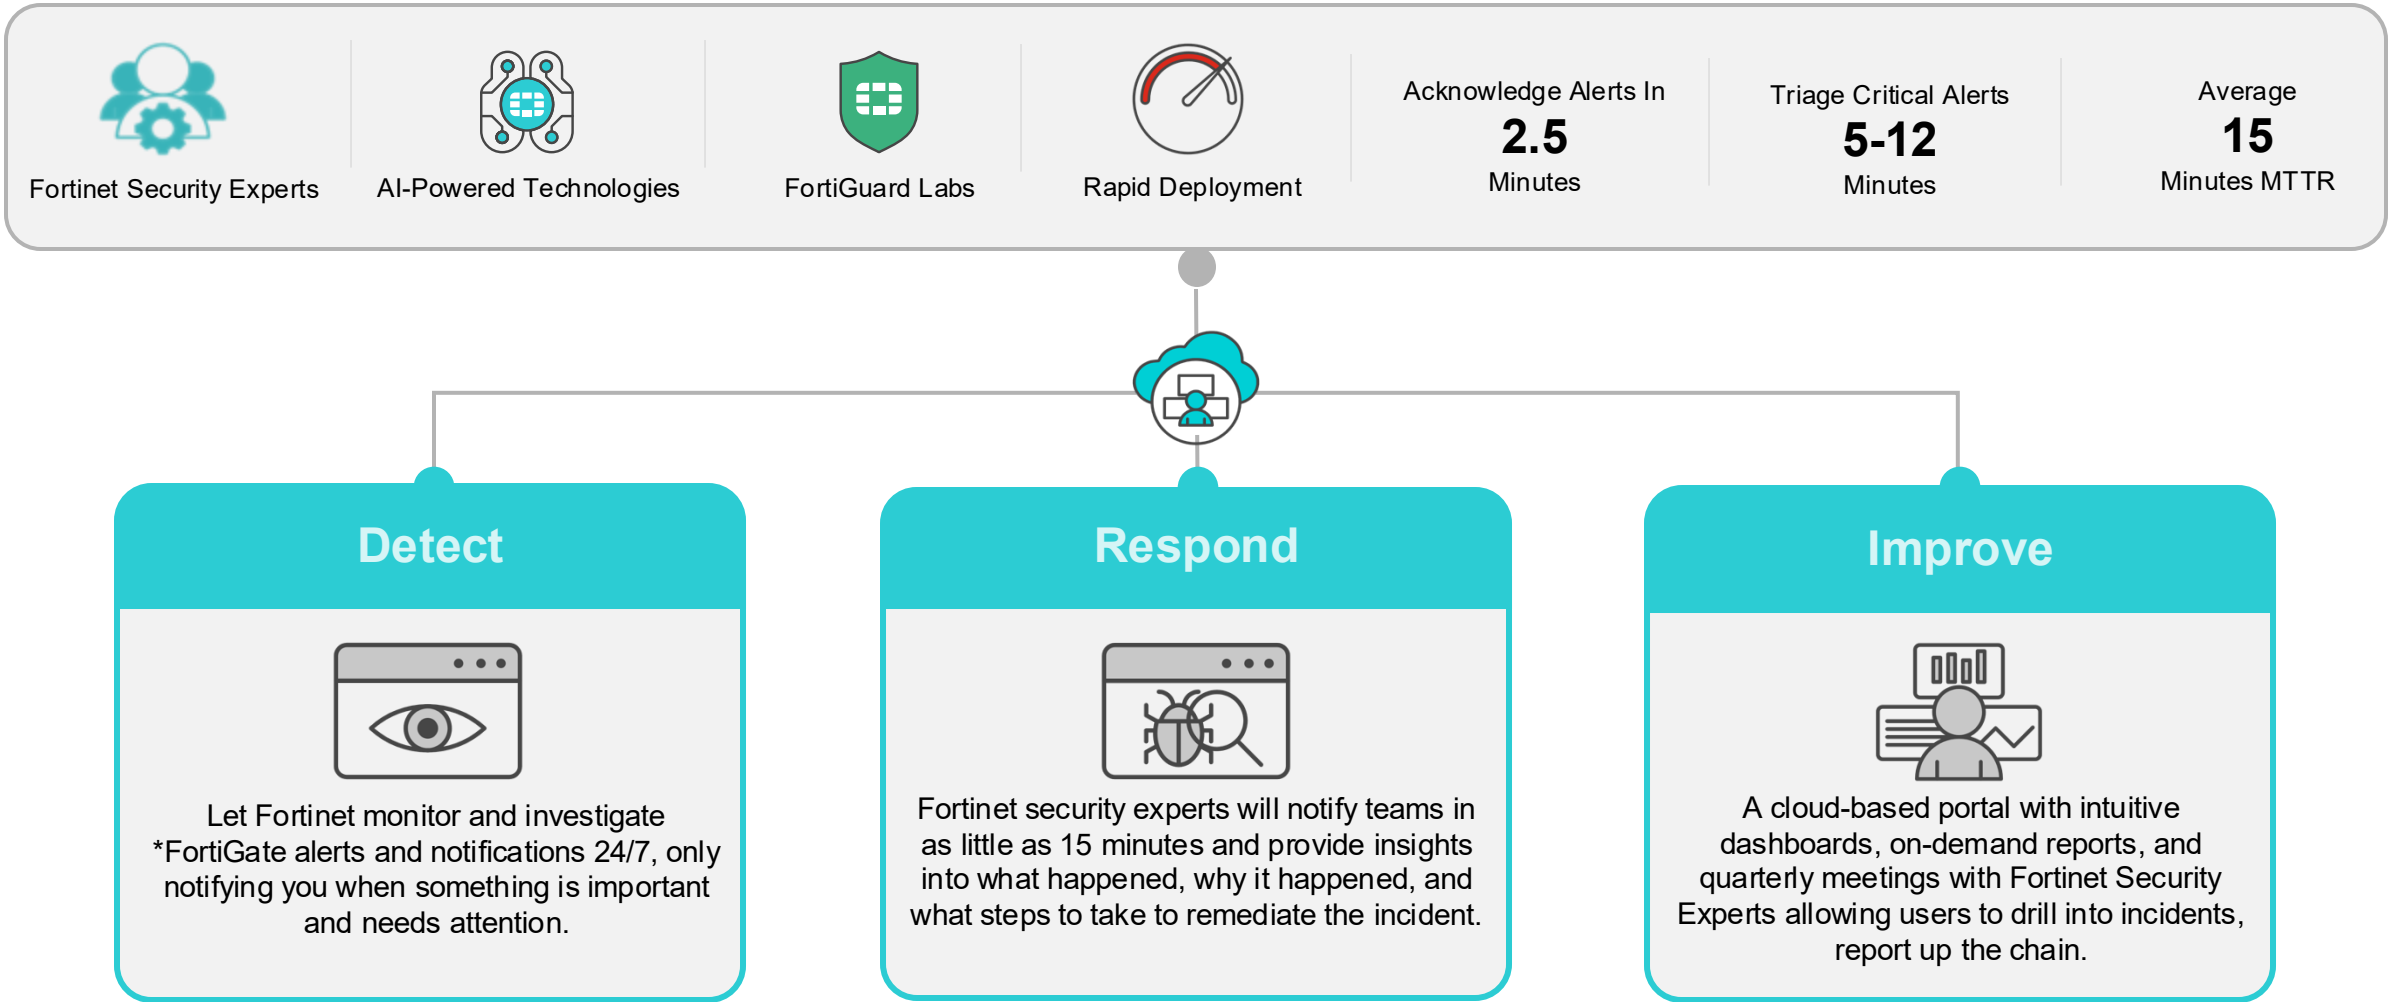 Fortinet Security Experts
AI-Powered Technologies
FortiGuard Labs
Rapid Deployment
Acknowledge Alerts In
2.5
Minutes
Triage Critical Alerts
5-12
Minutes
Average
15
Minutes MTTR
Detect
Let Fortinet monitor and investigate
*FortiGate alerts and notifications 24/7, only
notifying you when something is important
and needs attention.
Respond
Fortinet security experts will notify teams in
as little as 15 minutes and provide insights
into what happened, why it happened, and
what steps to take to remediate the incident.
Improve
A cloud-based portal with intuitive
dashboards, on-demand reports, and
quarterly meetings with Fortinet Security
Experts allowing users to drill into incidents,
report up the chain.